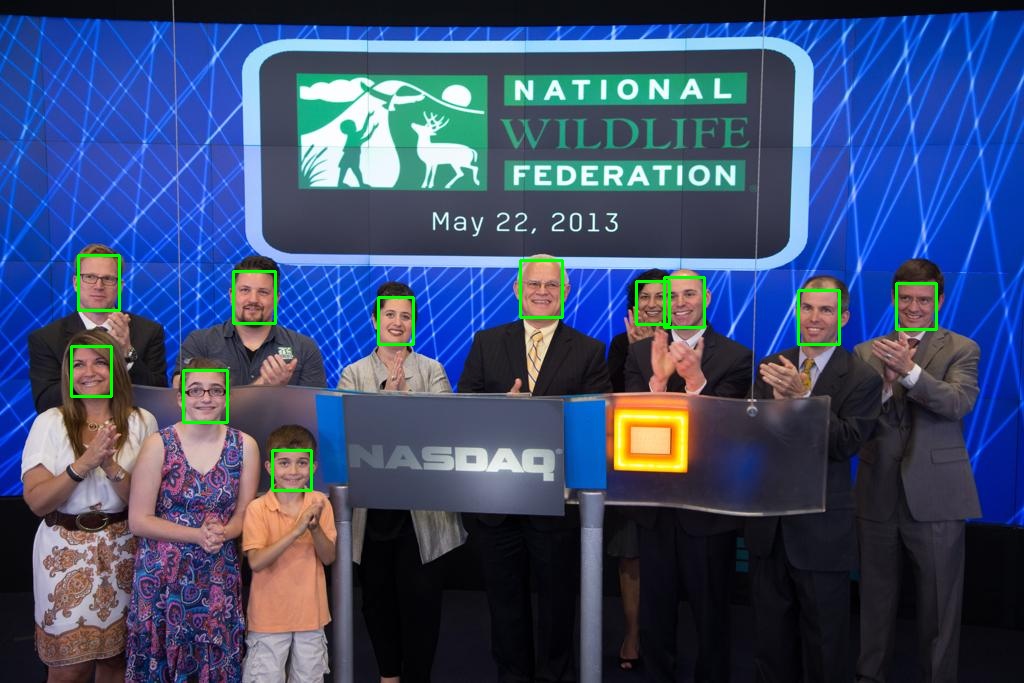 NATIONAL
WILDLIFE
FEDERATION
May 22, 2013
NASDAQ